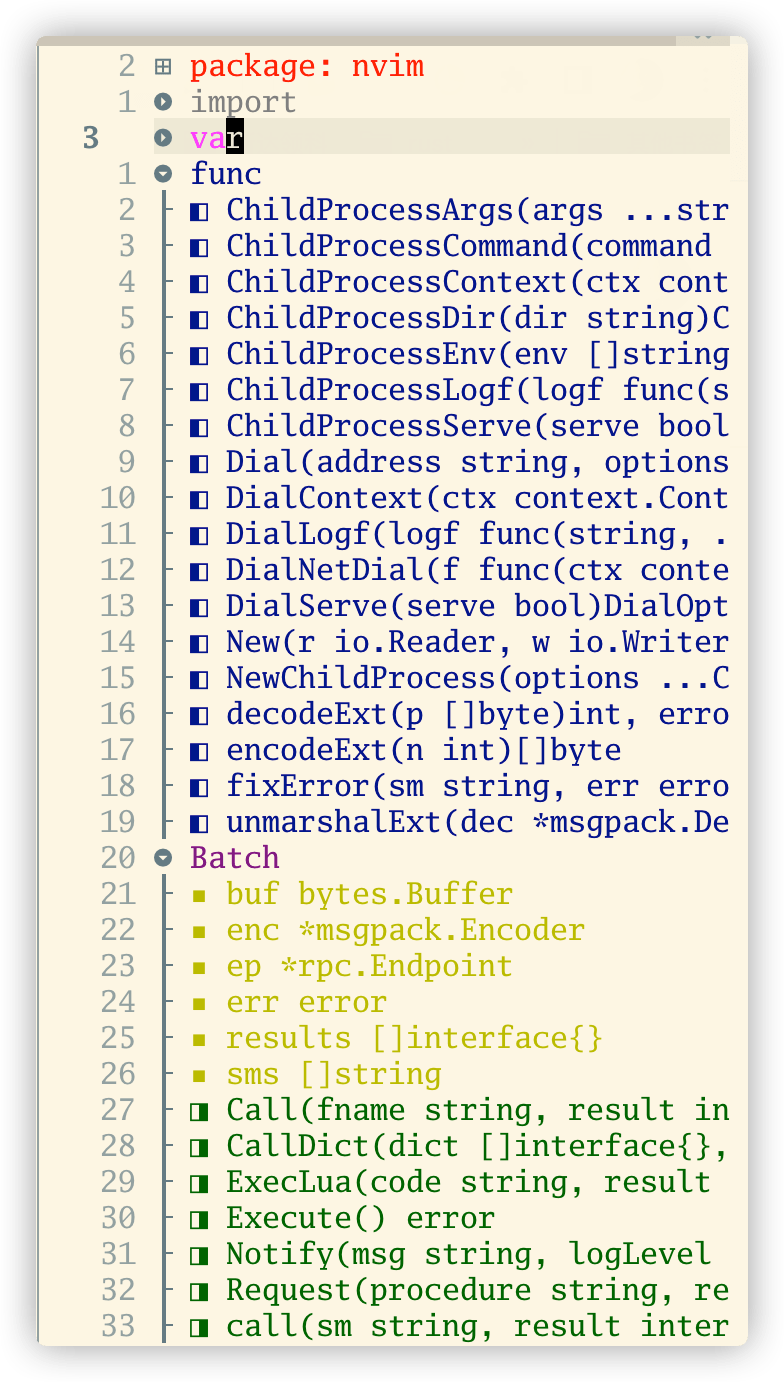 2 package: nvim
1 import
3 var
1 func
2 ChildProcessArgs(args ...str
3 ChildProcessCommand(command
4 ChildProcessContext(ctx cont
5 ChildProcessDir(dir string)C
6 ChildProcessEnv(env []string
7 ChildProcessLogf(logf func(s
8 ChildProcessServe(serve bool
9 Dial(address string, options
10 DialContext(ctx context.Cont
11 DialLogf(logf func(string, .
12 DialNetDial(f func(ctx conte
13 DialServe(serve bool)DialOpt
14 New(r io.Reader, w io.Writer
15 NewChildProcess(options ...C
16 decodeExt(p []byte)int, erro
17 encodeExt(n int)[]byte
18 fixError(sm string, err erro
19 unmarshalExt(dec *msgpack.De
20 Batch
21 buf bytes.Buffer
22 enc *msgpack.Encoder
23 ep *rpc.Endpoint
24 err error
25 results []interface{}
26 sms []string
27 Call(fname string, result in
28 CallDict(dict []interface{},
29 ExecLua(code string, result
30 Execute() error
31 Notify(msg string, logLevel
32 Request(procedure string, re
33 call(sm string, result inter